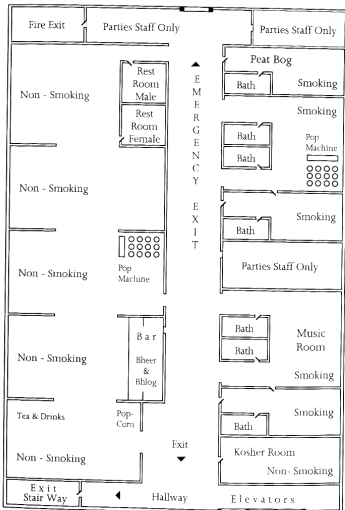 Fire Exit
Parties Staff Only
Parties Staff Only
Peat Bog
Rest
Room
Male
Bath
Smoking
Non - Smoking
Smoking
Rest
Room
Female
Bath
Bath
Pop
Machine
EMERGENCY EXIT
Non - Smoking
Smoking
Bath
Non - Smoking
Pop
Machine
Parties Staff Only
Bar
Bheer
&
Bhlog
Bath
Bath
Music
Room
Non - Smoking
Smoking
Tea & Drinks
Pop-
Corn
Smoking
Bath
Exit
Kosher Room
Non - Smoking
Non- Smoking
Exit
Stair Way
Hallway
Elevators